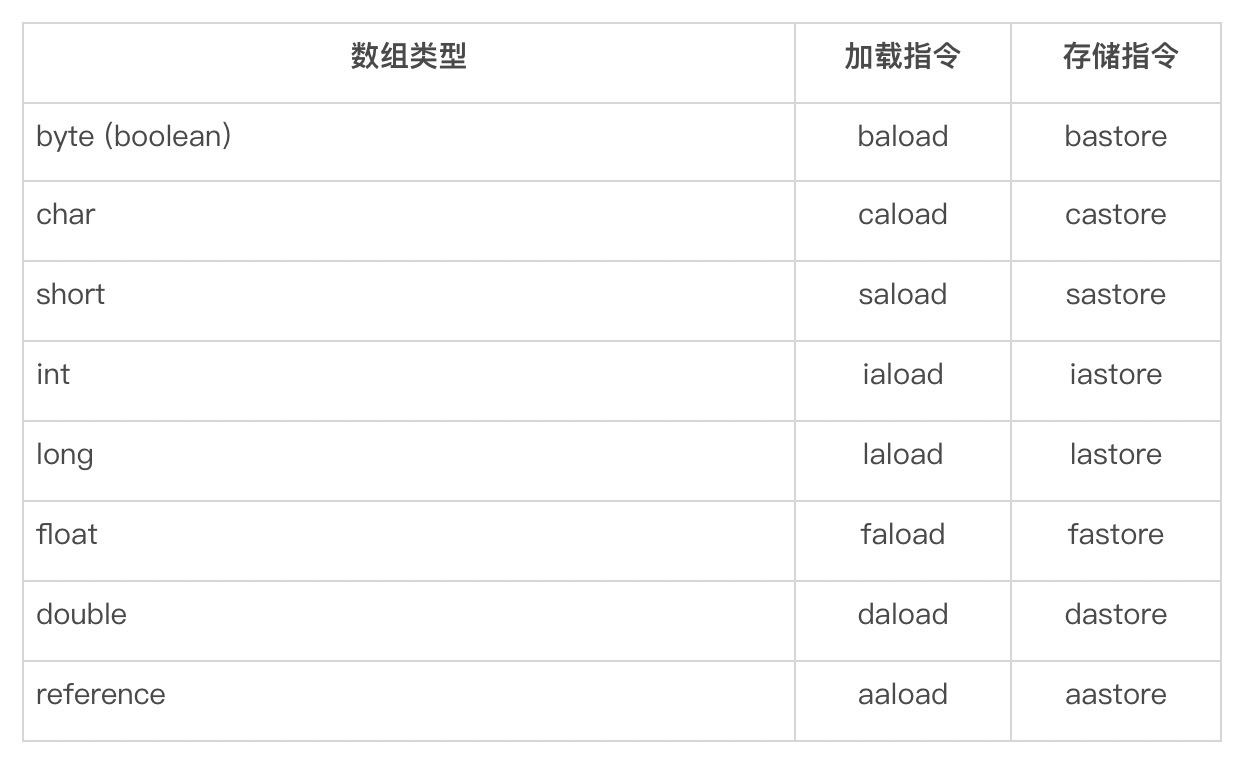 数组类型 加载指令 存储指令
byte (boolean) baload bastore
char caload castore
short saload sastore
int iaload iastore
long laload lastore
float faload fastore
double daload dastore
reference aaload aastore